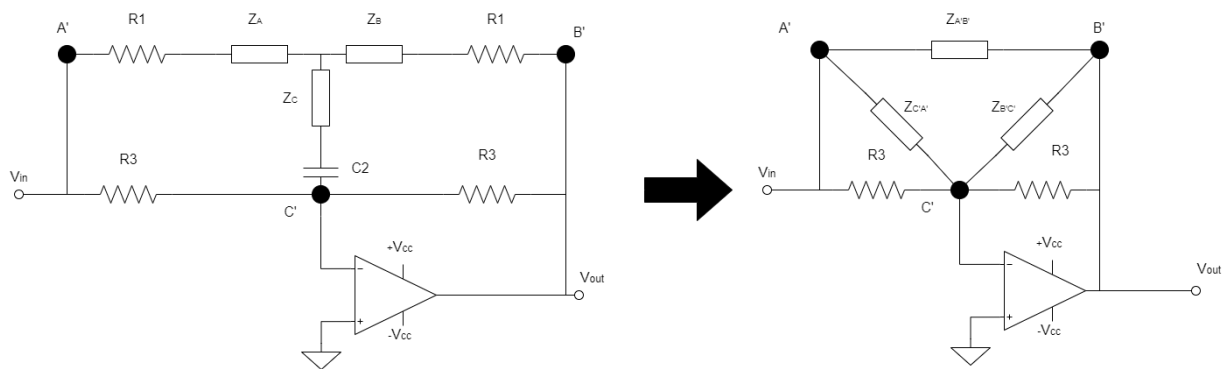 A'
R1
ZA
ZB
R1
B'
ZC
Vin
R3
C2
R3
C'
+Vcc
−
+
-Vcc
Vout
A'
ZA'B'
B'
ZC'A'
ZB'C'
Vin
R3
R3
C'
+Vcc
−
+
-Vcc
Vout